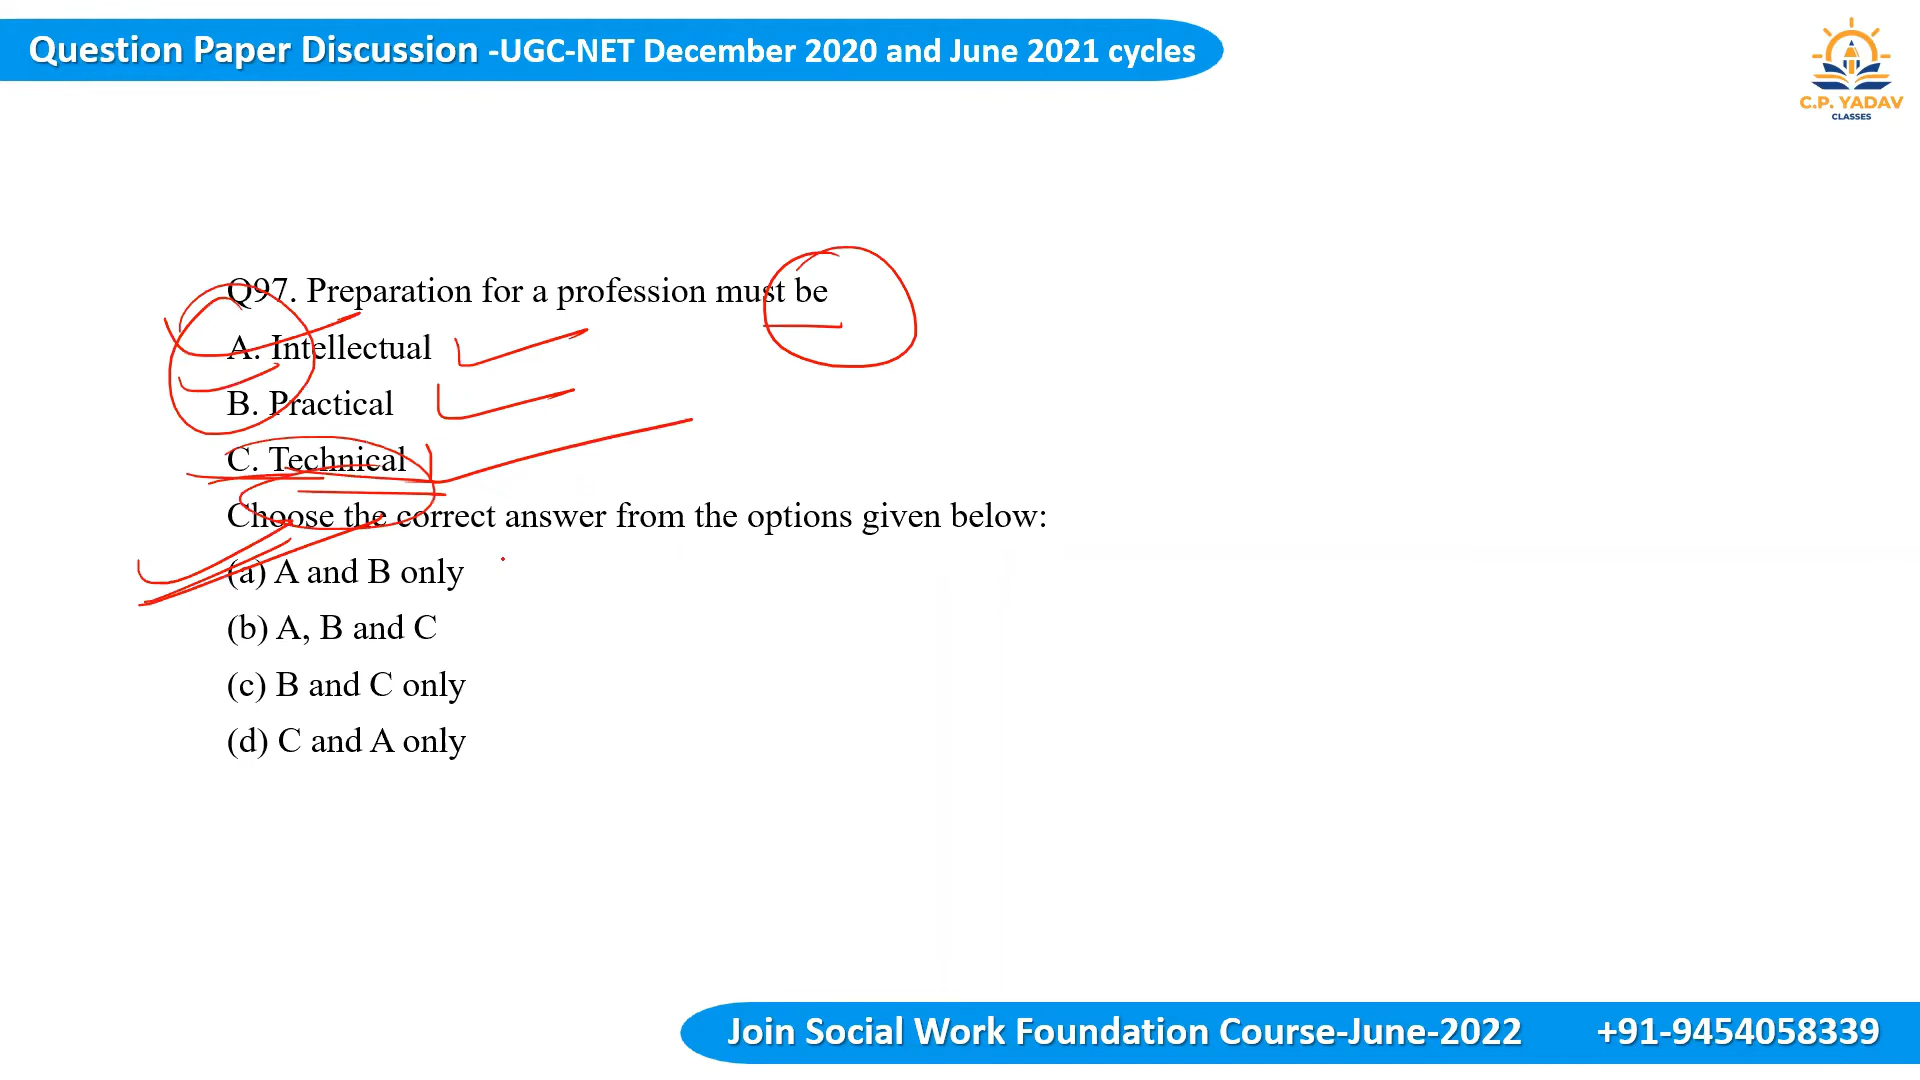 Question Paper Discussion -UGC-NET December 2020 and June 2021 cycles
C.P. YADAV
CLASSES
Q97. Preparation for a profession must be
A. Intellectual
B. Practical
C. Technical
Choose the correct answer from the options given below:
(a) A and B only
(b) A, B and C
(c) B and C only
(d) C and A only
Join Social Work Foundation Course-June-2022 +91-9454058339